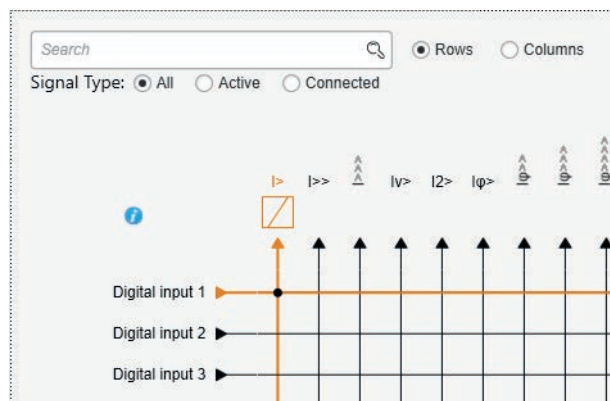 Search
Rows
Columns
Signal Type:
All
Active
Connected
I> I>> I>>> Iv> I2> Iφ>
Digital input 1
Digital input 2
Digital input 3